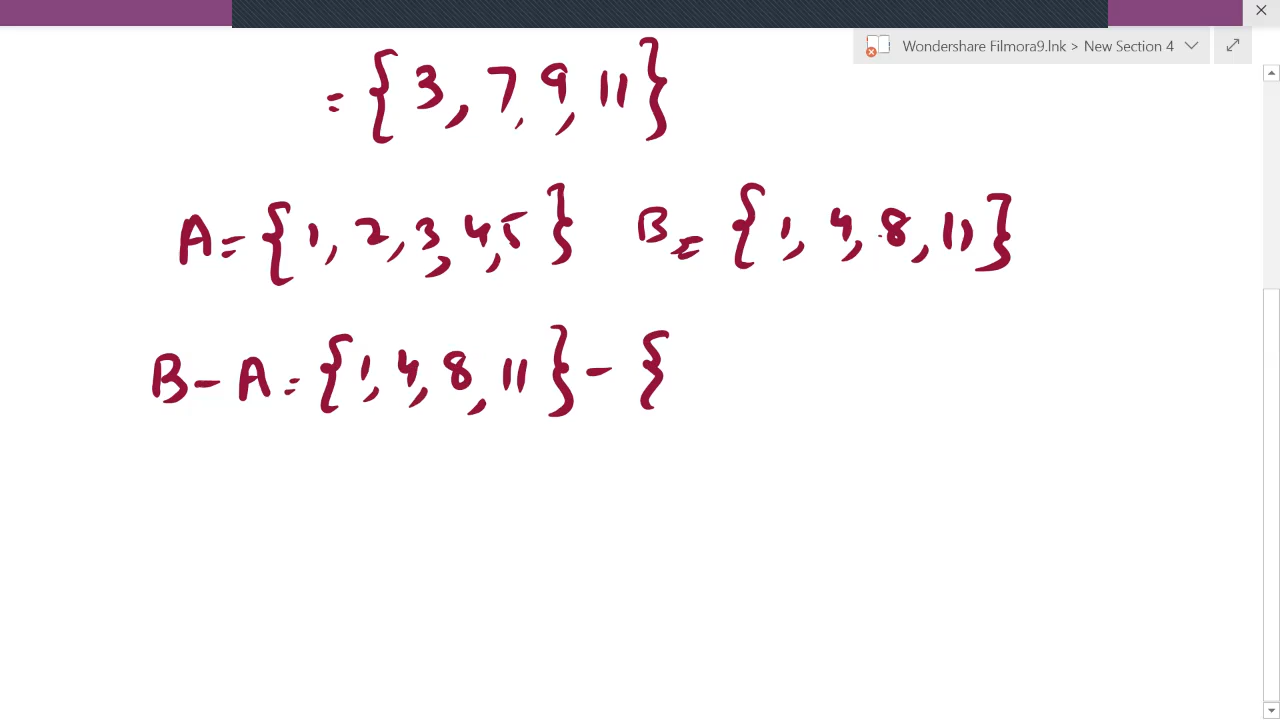 Wondershare Filmora9.lnk > New Section 4
= {3, 7, 9, 11}
A = {1, 2, 3, 4, 5} B = {1, 4, 8, 11}
B - A = {1, 4, 8, 11} - {